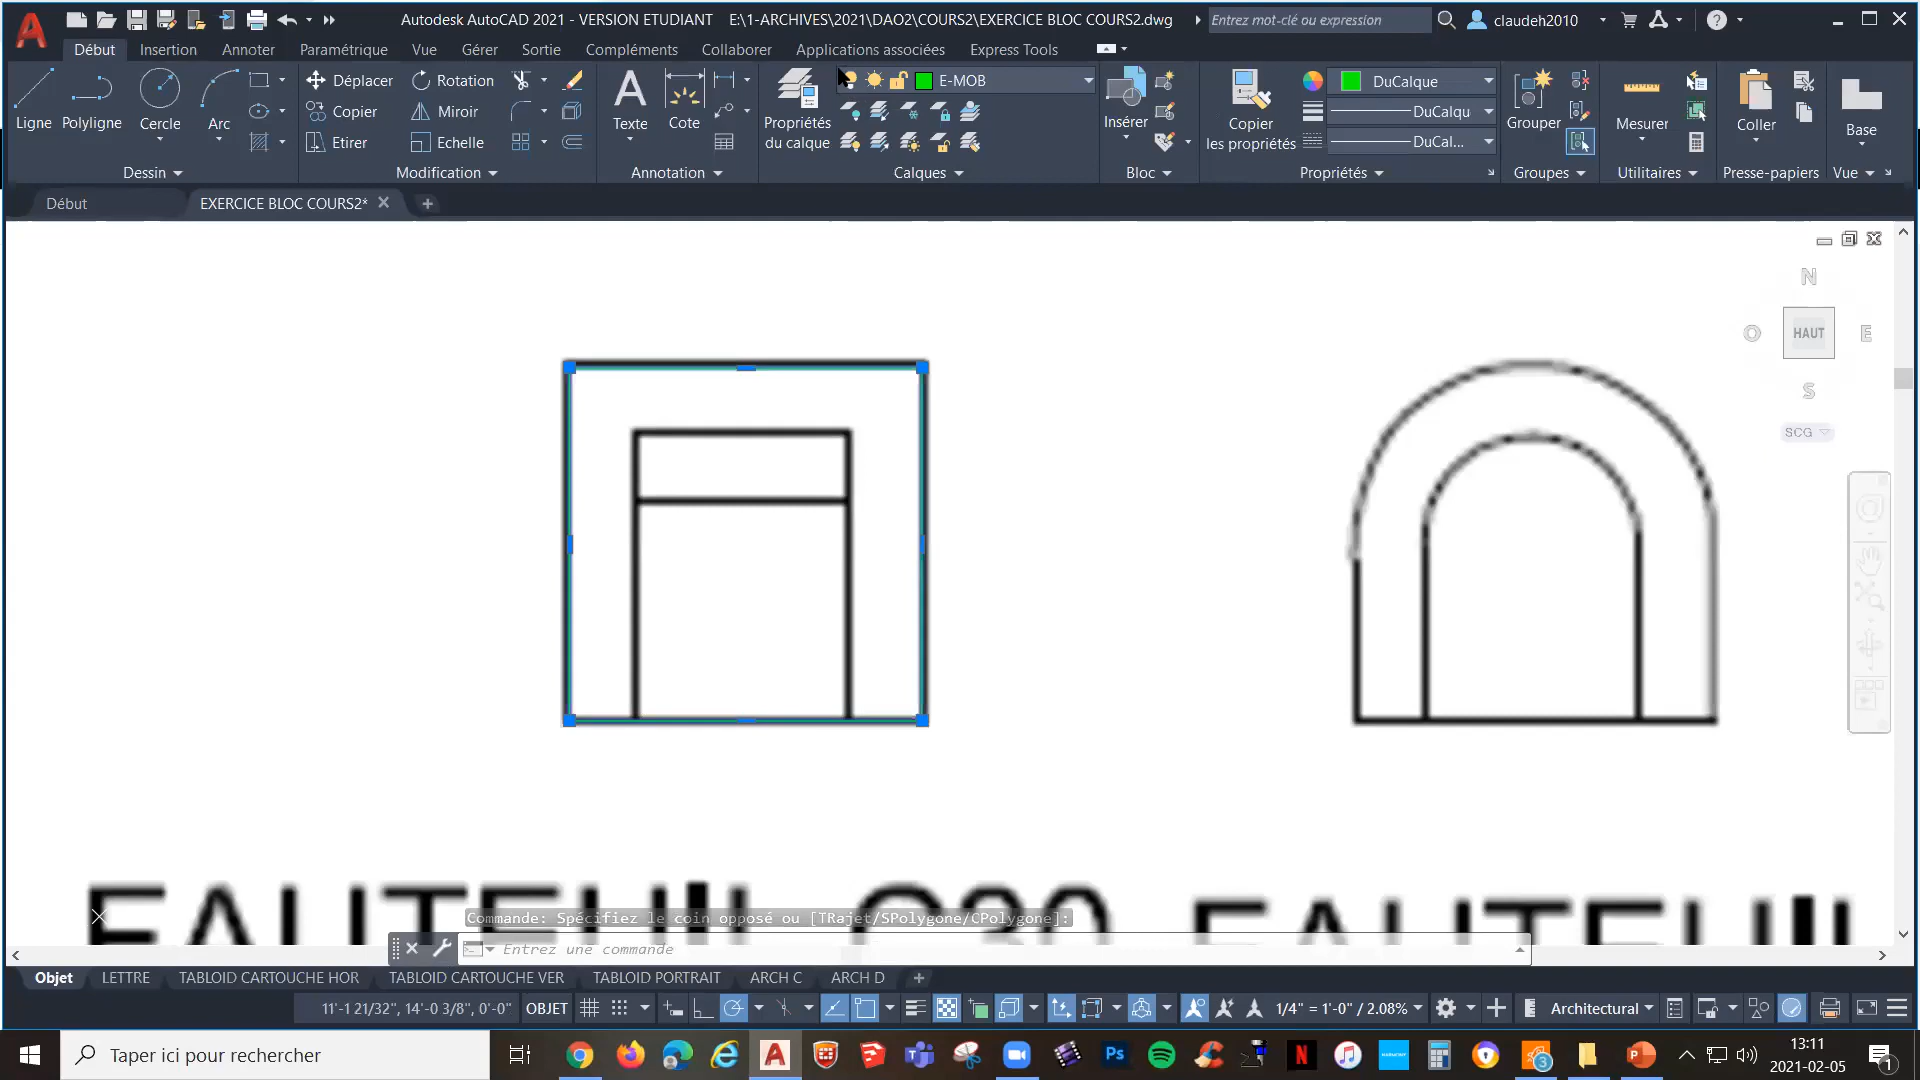 Autodesk AutoCAD 2021 - VERSION ETUDIANT E:\1-ARCHIVES\2021\DAO2\COURS2\EXERCICE BLOC COURS2.dwg Entrez mot-clé ou expression claudeh2010
Début Insertion Annoter Paramétrique Vue Gérer Sortie Compléments Collaborer Applications associées Express Tools
Ligne Polyligne Cercle Arc
Déplacer Rotation
Copier Miroir
Etirer Echelle
Texte Cote
Propriétés
du calque
E-MOB
Insérer
Copier
les propriétés
DuCalque
DuCalqu
DuCal...
Grouper Mesurer Coller Base
Dessin Modification Annotation Calques Bloc Propriétés Groupes Utilitaires Presse-papiers Vue
Début EXERCICE BLOC COURS2*
N
O HAUT E
S
SCG
FAUTEUIL C30 FAUTEUIL
Commande: Spécifiez le coin opposé ou [TRajet/SPolygone/CPolygone]:
Entrez une commande
Objet LETTRE TABLOID CARTOUCHE HOR TABLOID CARTOUCHE VER TABLOID PORTRAIT ARCH C ARCH D
11'-1 21/32", 14'-0 3/8", 0'-0" OBJET 1/4" = 1'-0" / 2.08% Architectural
Taper ici pour rechercher
Ps
N
3
P
13:11
2021-02-05
1